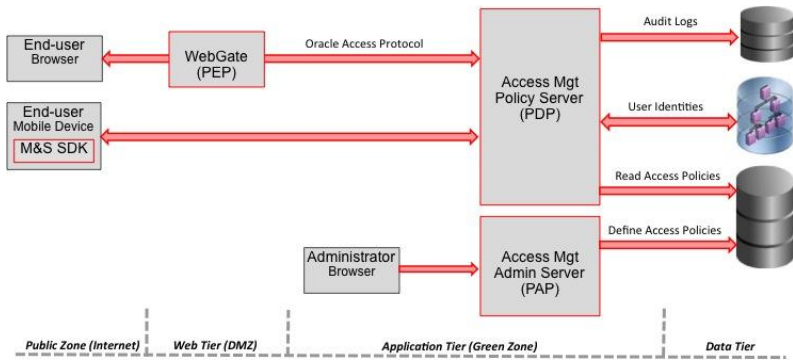 Audit Logs
End-user
Browser
WebGate
(PEP)
Oracle Access Protocol
Access Mgt
Policy Server
(PDP)
End-user
Mobile Device
M&S SDK
User Identities
Read Access Policies
Define Access Policies
Administrator
Browser
Access Mgt
Admin Server
(PAP)
Public Zone (Internet)
Web Tier (DMZ)
Application Tier (Green Zone)
Data Tier